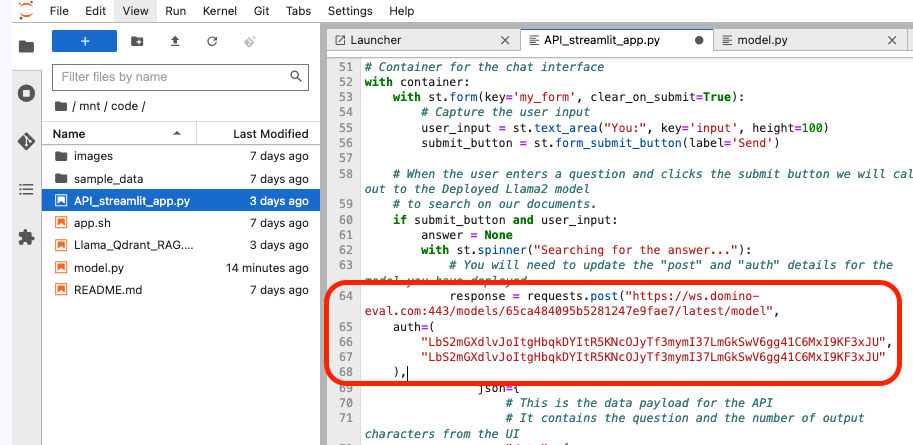 File Edit View Run Kernel Git Tabs Settings Help
+
Launcher
API_streamlit_app.py
model.py
Filter files by name
/ mnt / code /
Name Last Modified
images 7 days ago
sample_data 7 days ago
API_streamlit_app.py 3 days ago
app.sh 7 days ago
Llama_Qdrant_RAG.... 3 days ago
model.py 14 minutes ago
README.md 7 days ago
51 # Container for the chat interface
52 with container:
53 with st.form(key='my_form', clear_on_submit=True):
54 # Capture the user input
55 user_input = st.text_area("You:", key='input', height=100)
56 submit_button = st.form_submit_button(label='Send')
57
58 # When the user enters a question and clicks the submit button we will cal
out to the Deployed Llama2 model
59 # to search on our documents.
60 if submit_button and user_input:
61 answer = None
62 with st.spinner("Searching for the answer..."):
63 # You will need to update the "post" and "auth" details for the
model you have deployed
64 response = requests.post("https://ws.domino-
eval.com:443/models/65ca484095b5281247e9fae7/latest/model",
65 auth=(
66 "LbS2mGXdlvJoItgHbqkDYItR5KNcOJyTf3mymI37LmGkSwV6gg41C6MxI9KF3xJU",
67 "LbS2mGXdlvJoItgHbqkDYItR5KNcOJyTf3mymI37LmGkSwV6gg41C6MxI9KF3xJU"
68 ),
69 json={
70 # This is the data payload for the API
71 # It contains the question and the number of output
characters from the UI